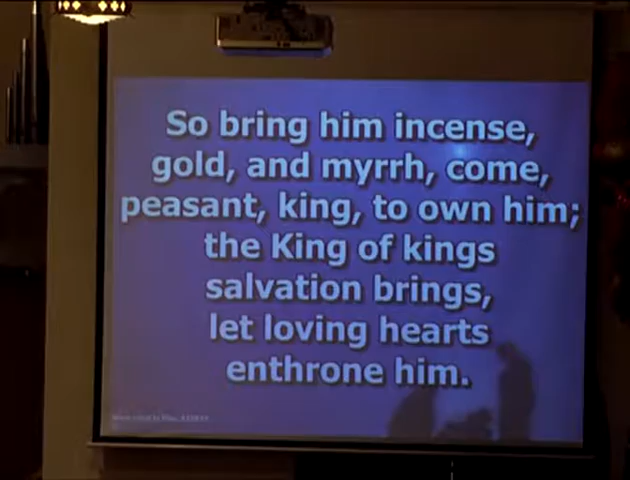 So bring him incense,
gold, and myrrh, come,
peasant, king, to own him;
the King of kings
salvation brings,
let loving hearts
enthrone him.